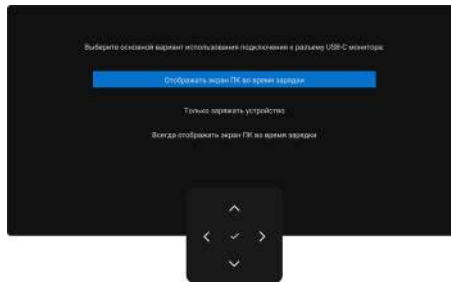 Выберите основной вариант использования подключения к разъему USB-C монитора:
Отображать экран ПК во время зарядки
Только заряжать устройство
Всегда отображать экран ПК во время зарядки